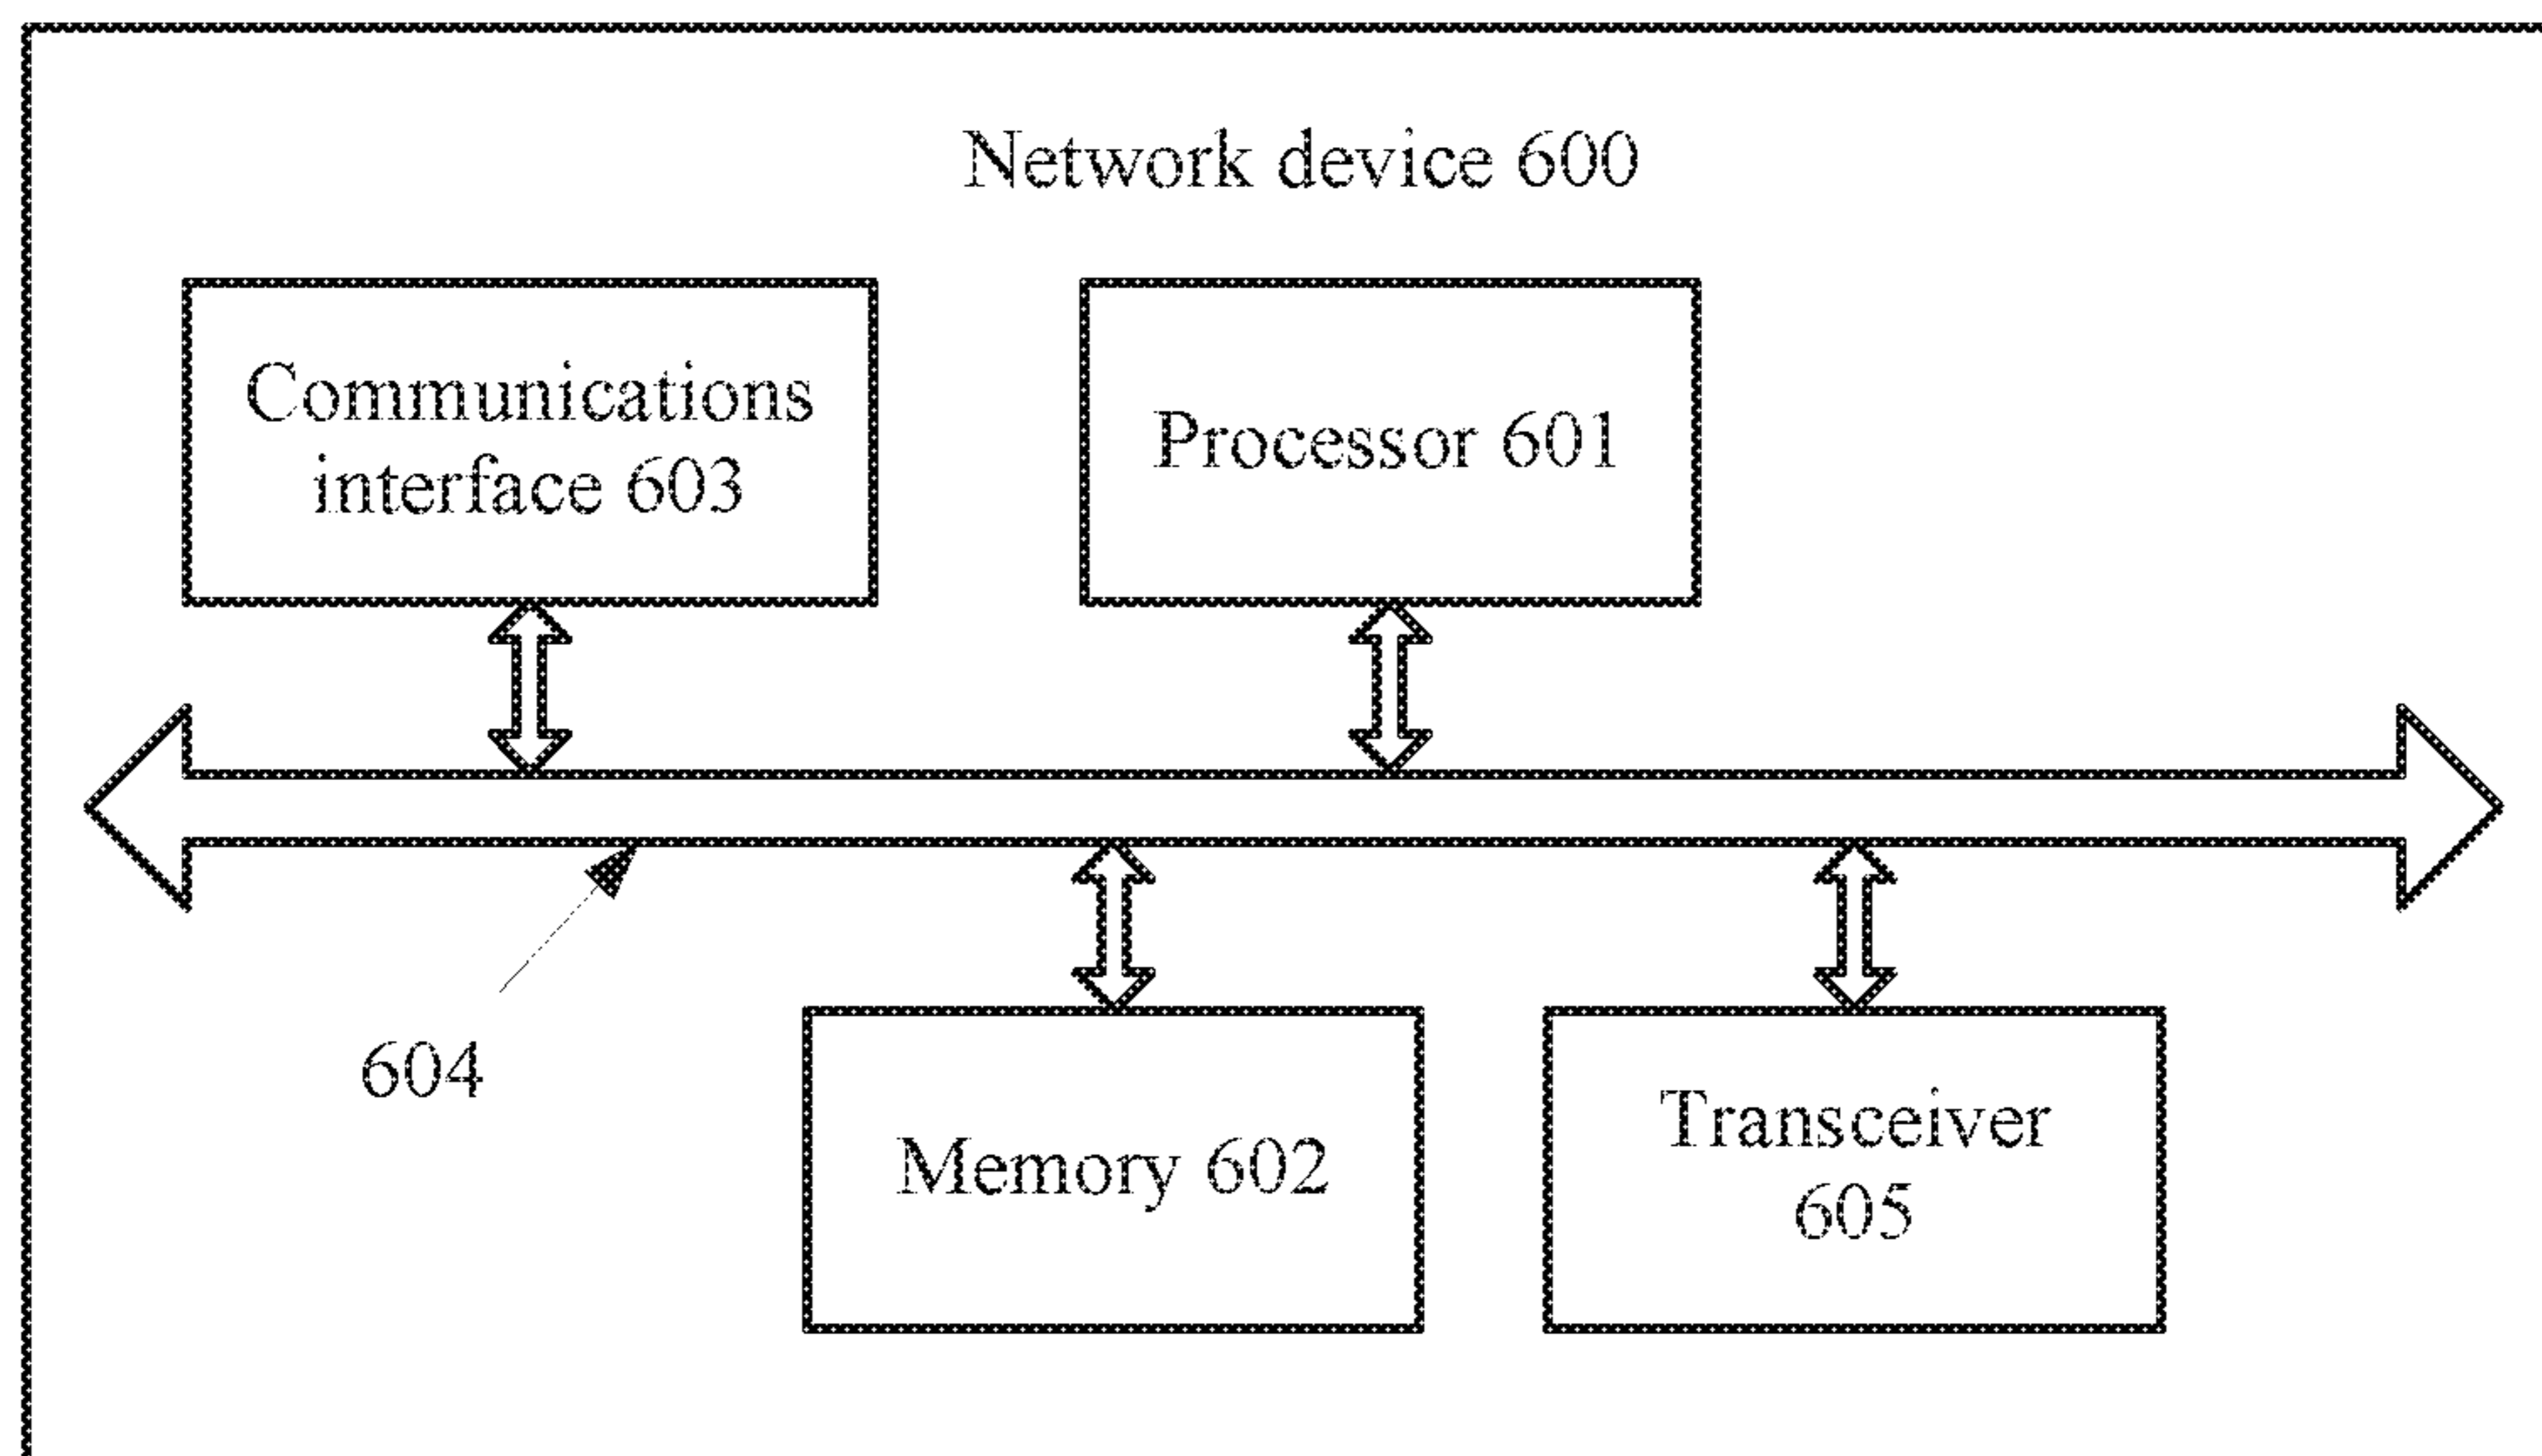 Network device 600
Communications
interface 603
Processor 601
604
Memory 602
Transceiver
605